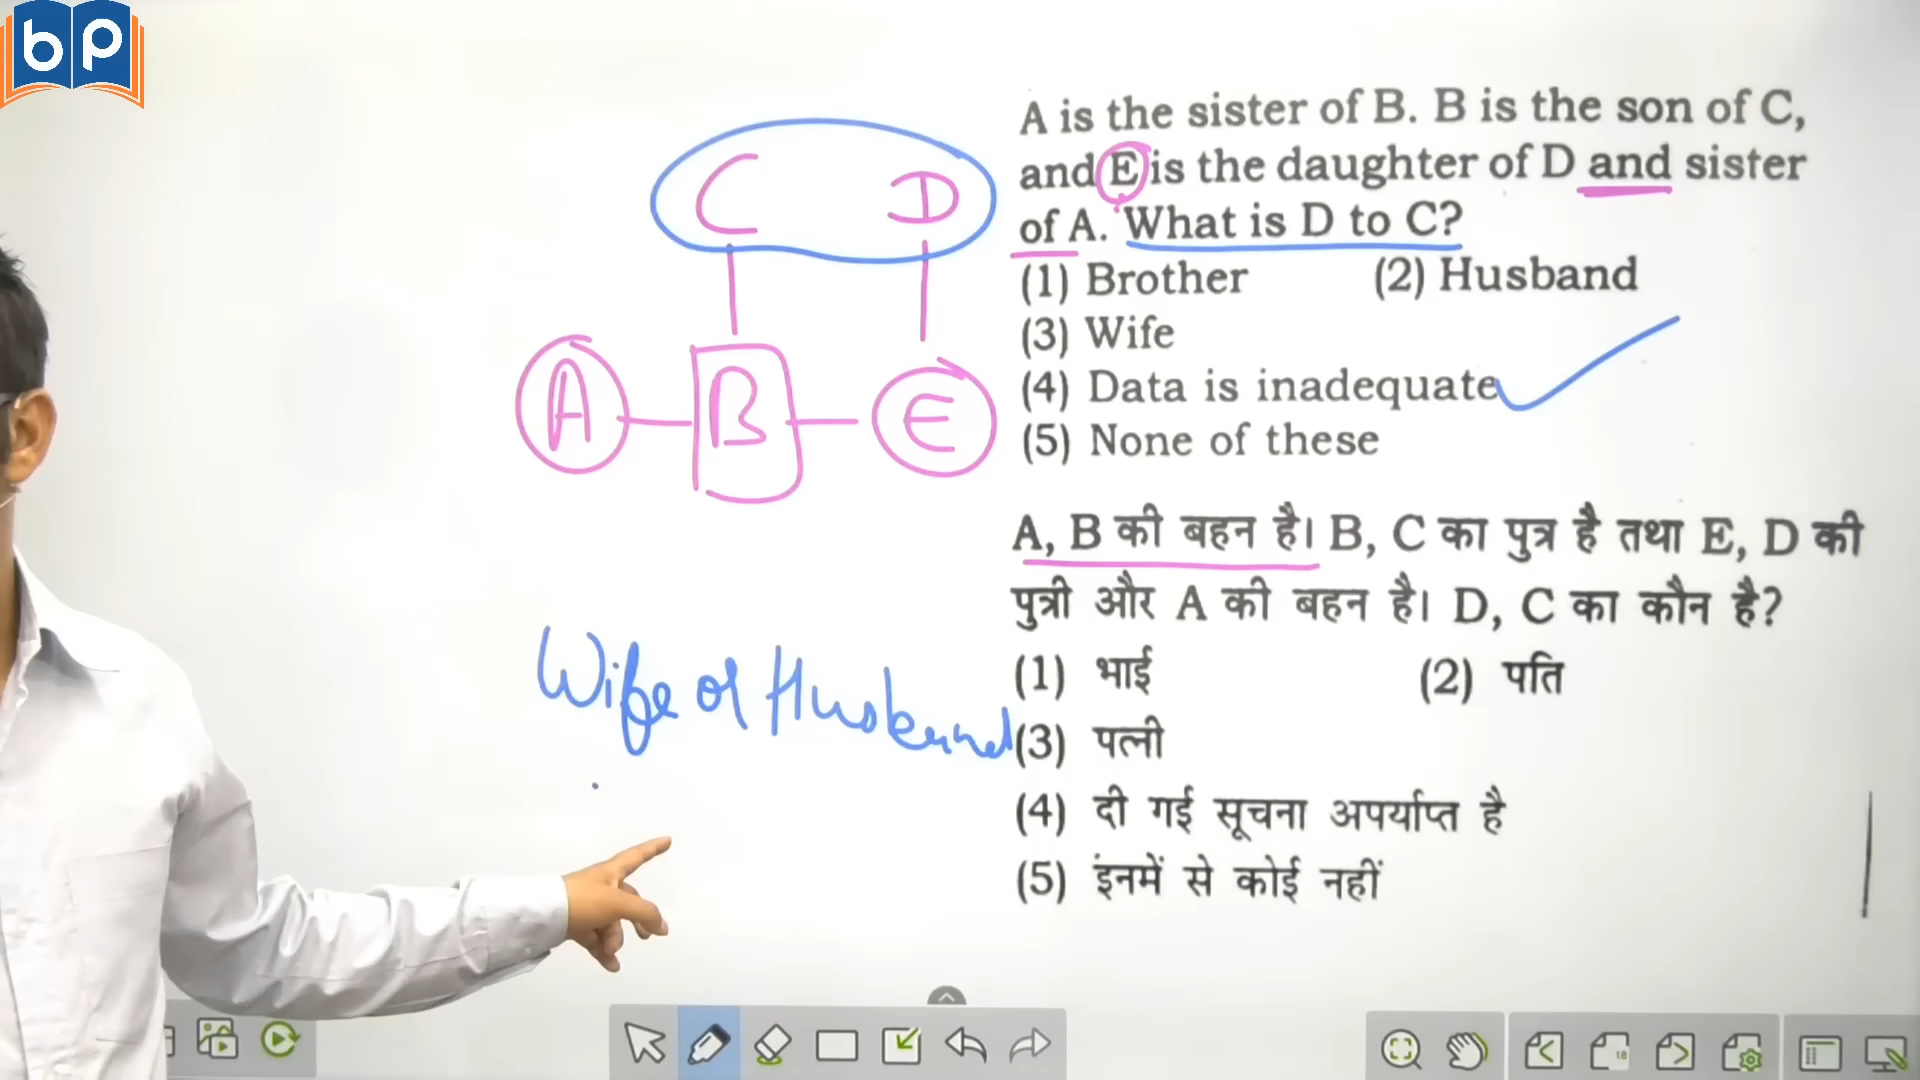 bp
A is the sister of B. B is the son of C,
and E is the daughter of D and sister
of A. What is D to C?
(1) Brother (2) Husband
(3) Wife
(4) Data is inadequate
(5) None of these
C D
A B E
A, B की बहन है। B, C का पुत्र है तथा E, D की
पुत्री और A की बहन है। D, C का कौन है?
(1) भाई (2) पति
(3) पत्नी
(4) दी गई सूचना अपर्याप्त है
(5) इनमें से कोई नहीं
Wife or Husband
18